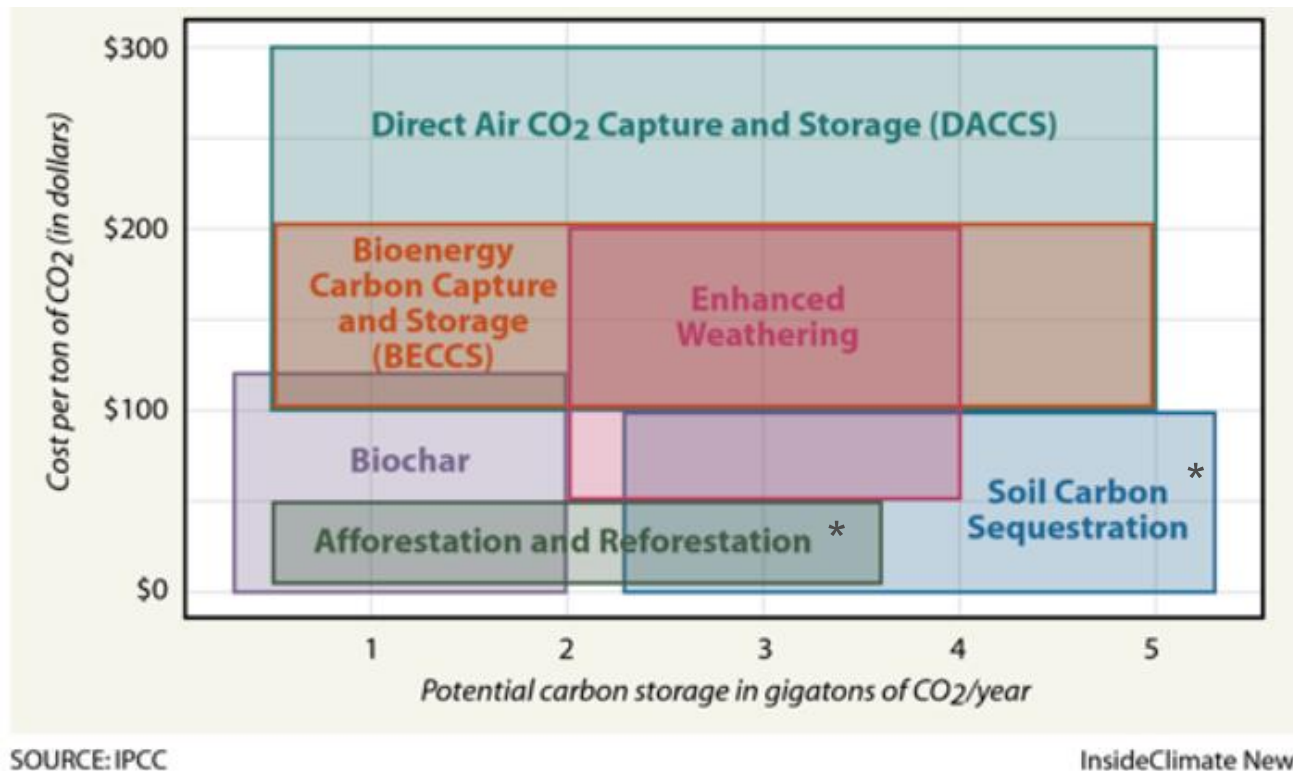 $300
$200
$100
$0
Cost per ton of CO2 (in dollars)
Direct Air CO2 Capture and Storage (DACCS)
Bioenergy
Carbon Capture
and Storage
(BECCS)
Enhanced
Weathering
Biochar
Soil Carbon *
Sequestration
Afforestation and Reforestation *
1 2 3 4 5
Potential carbon storage in gigatons of CO2/year
SOURCE: IPCC
InsideClimate New